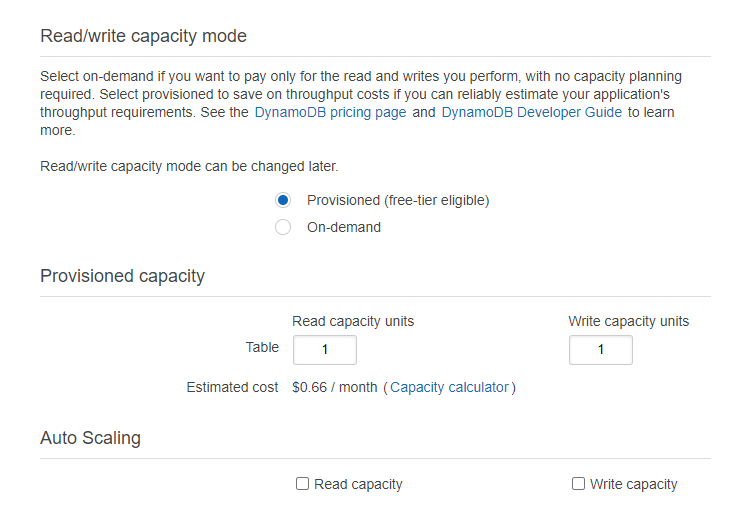 Read/write capacity mode
Select on-demand if you want to pay only for the read and writes you perform, with no capacity planning
required. Select provisioned to save on throughput costs if you can reliably estimate your application's
throughput requirements. See the DynamoDB pricing page and DynamoDB Developer Guide to learn
more.
Read/write capacity mode can be changed later.
Provisioned (free-tier eligible)
On-demand
Provisioned capacity
Read capacity units Write capacity units
Table 1 1
Estimated cost $0.66 / month (Capacity calculator)
Auto Scaling
Read capacity Write capacity